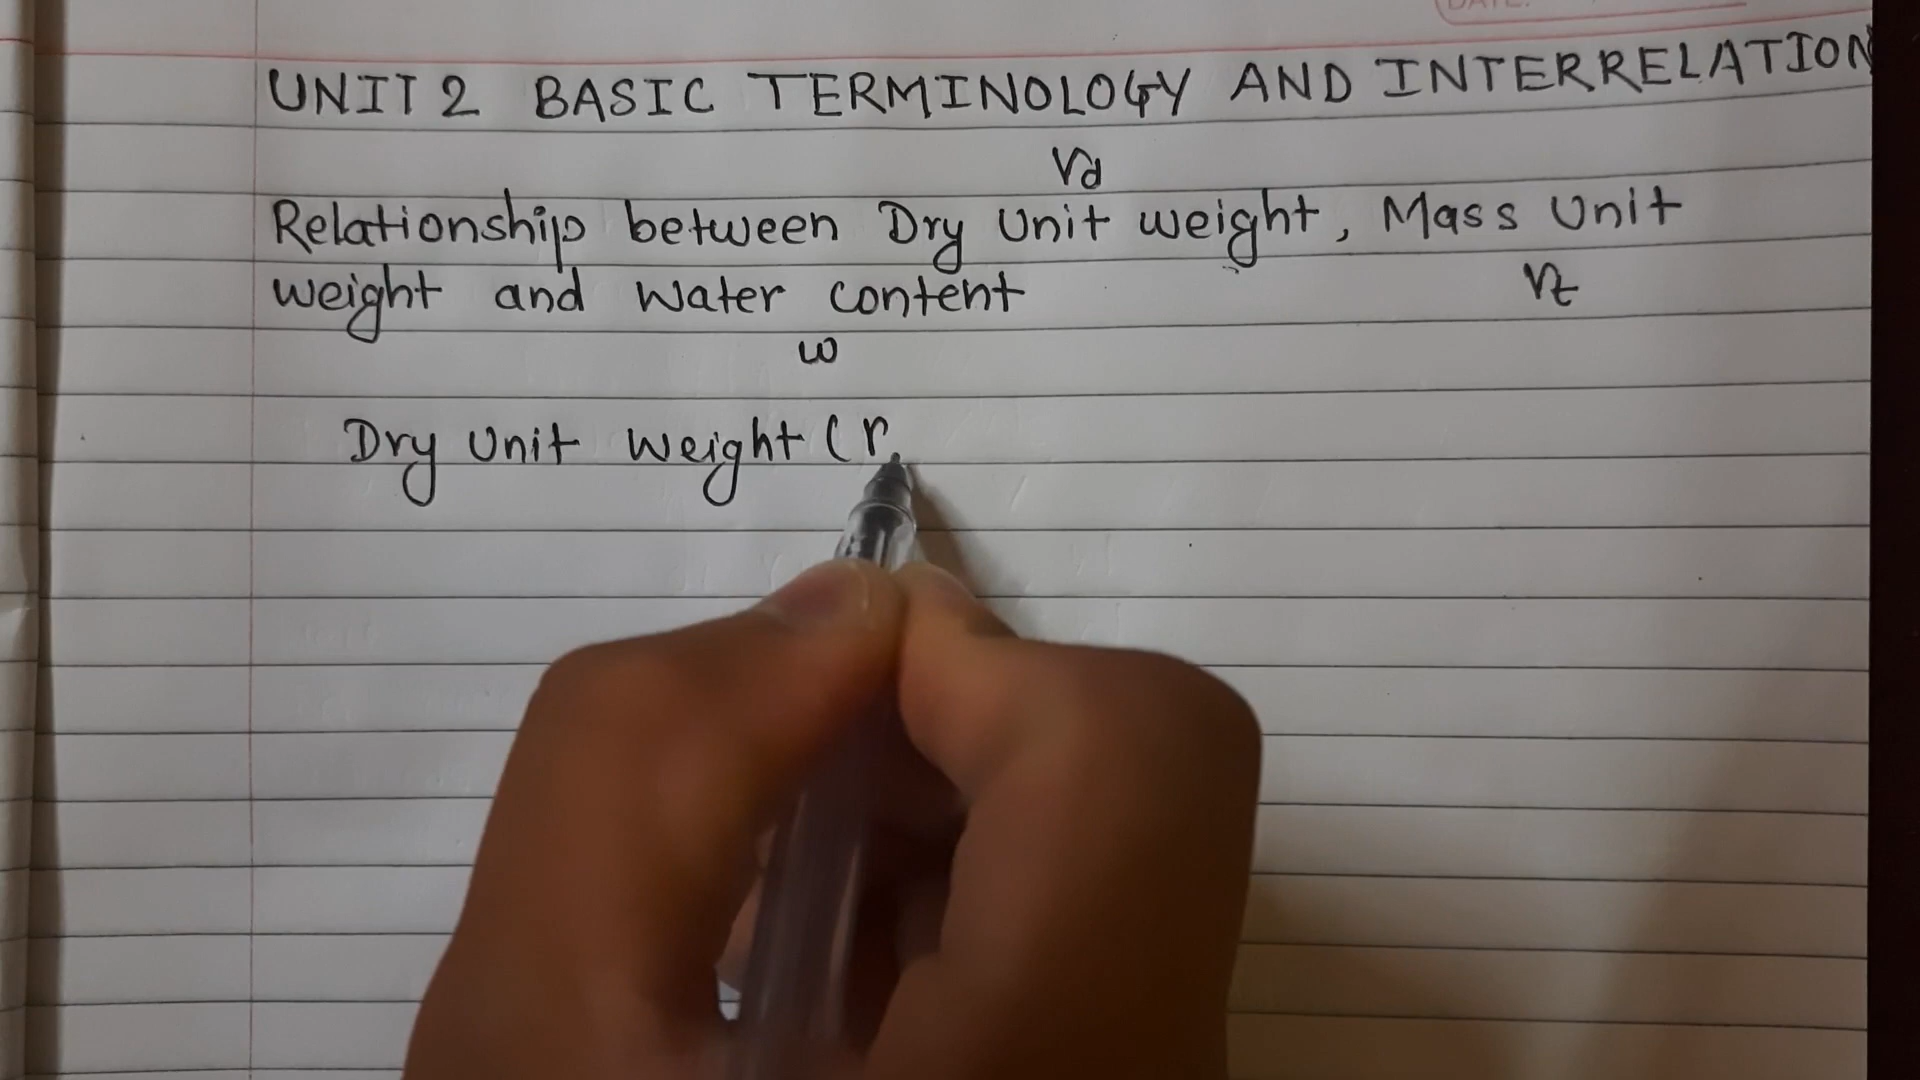 UNIT 2 BASIC TERMINOLOGY AND INTERRELATION
γd
Relationship between Dry Unit weight, Mass Unit
weight and Water content
γt
w
Dry Unit Weight (γ